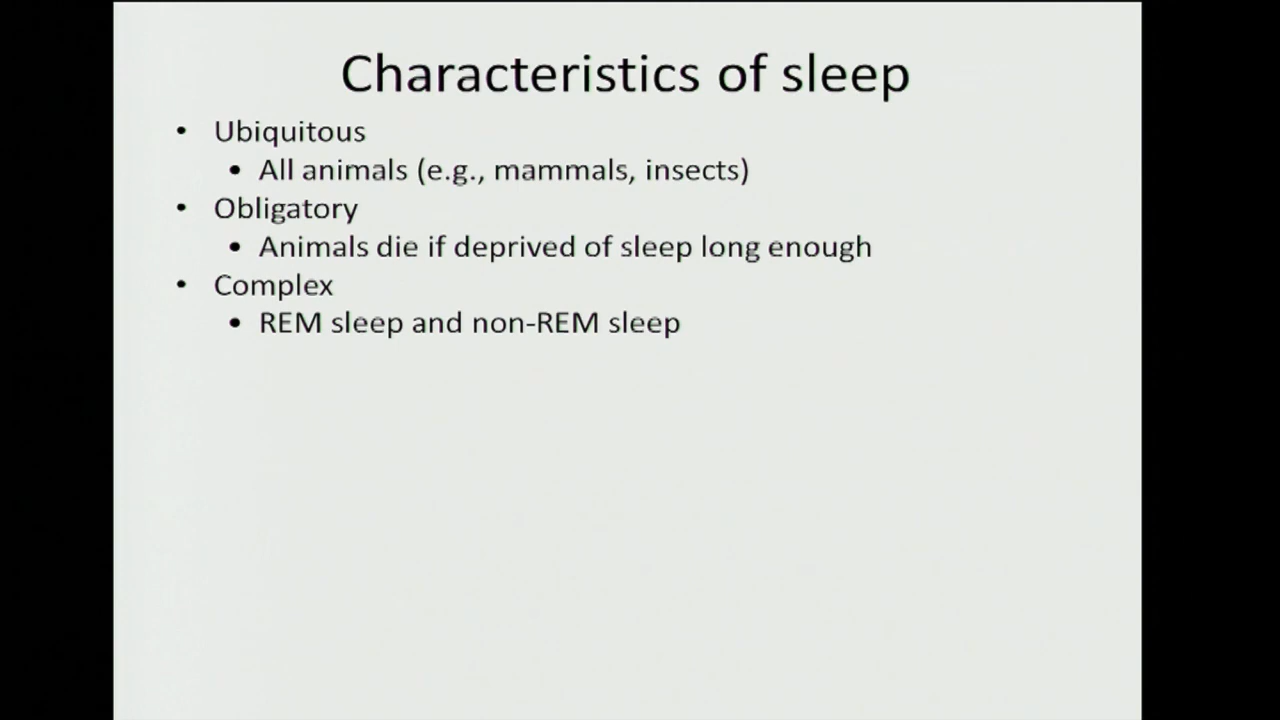 Characteristics of sleep
• Ubiquitous
• All animals (e.g., mammals, insects)
• Obligatory
• Animals die if deprived of sleep long enough
• Complex
• REM sleep and non-REM sleep